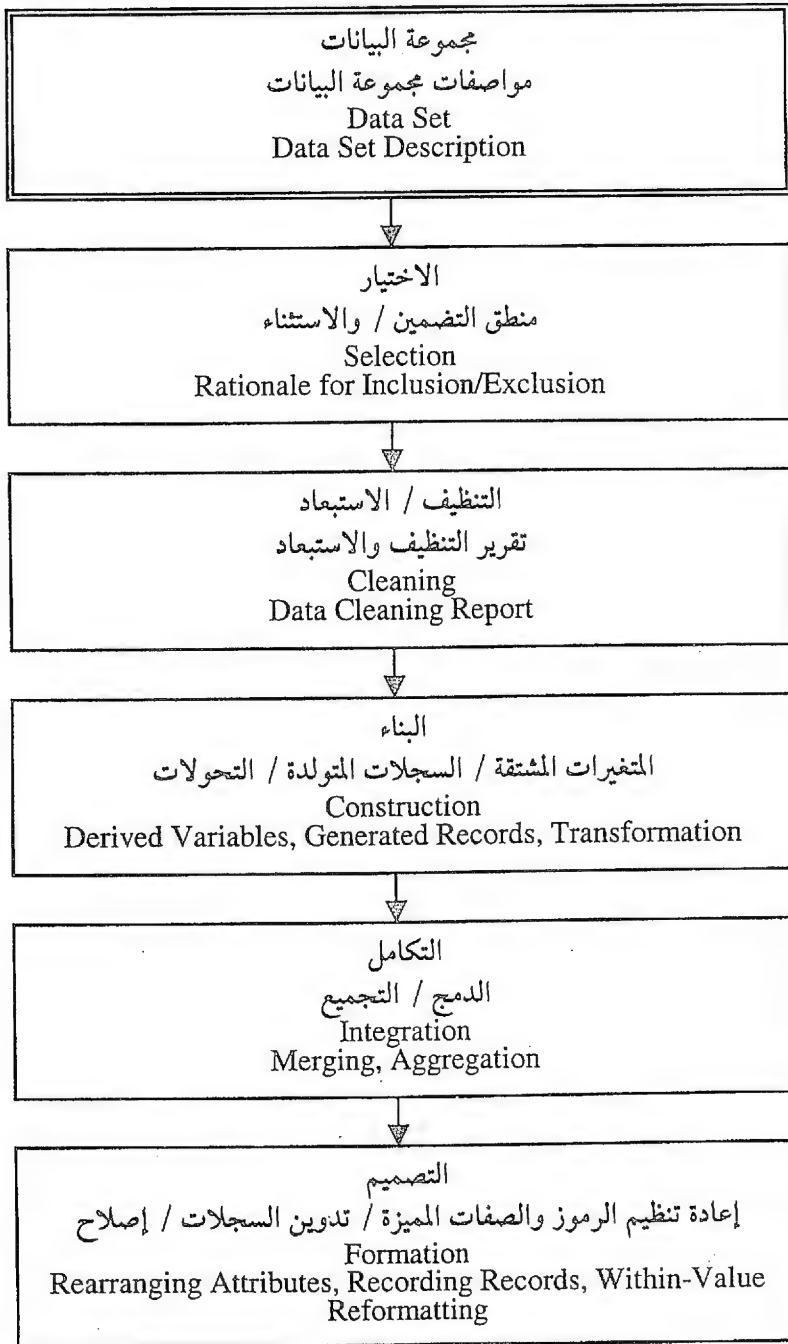 مجموعة البيانات
مواصفات مجموعة البيانات
Data Set
Data Set Description
الاختيار
منطق التضمين / والاستثناء
Selection
Rationale for Inclusion/Exclusion
التنظيف / الاستبعاد
تقرير التنظيف والاستبعاد
Cleaning
Data Cleaning Report
البناء
المتغيرات المشتقة / السجلات المتولدة / التحولات
Construction
Derived Variables, Generated Records, Transformation
التكامل
الدمج / التجميع
Integration
Merging, Aggregation
التصميم
إعادة تنظيم الرموز والصفات المميزة / تدوين السجلات / إصلاح
Formation
Rearranging Attributes, Recording Records, Within-Value
Reformatting